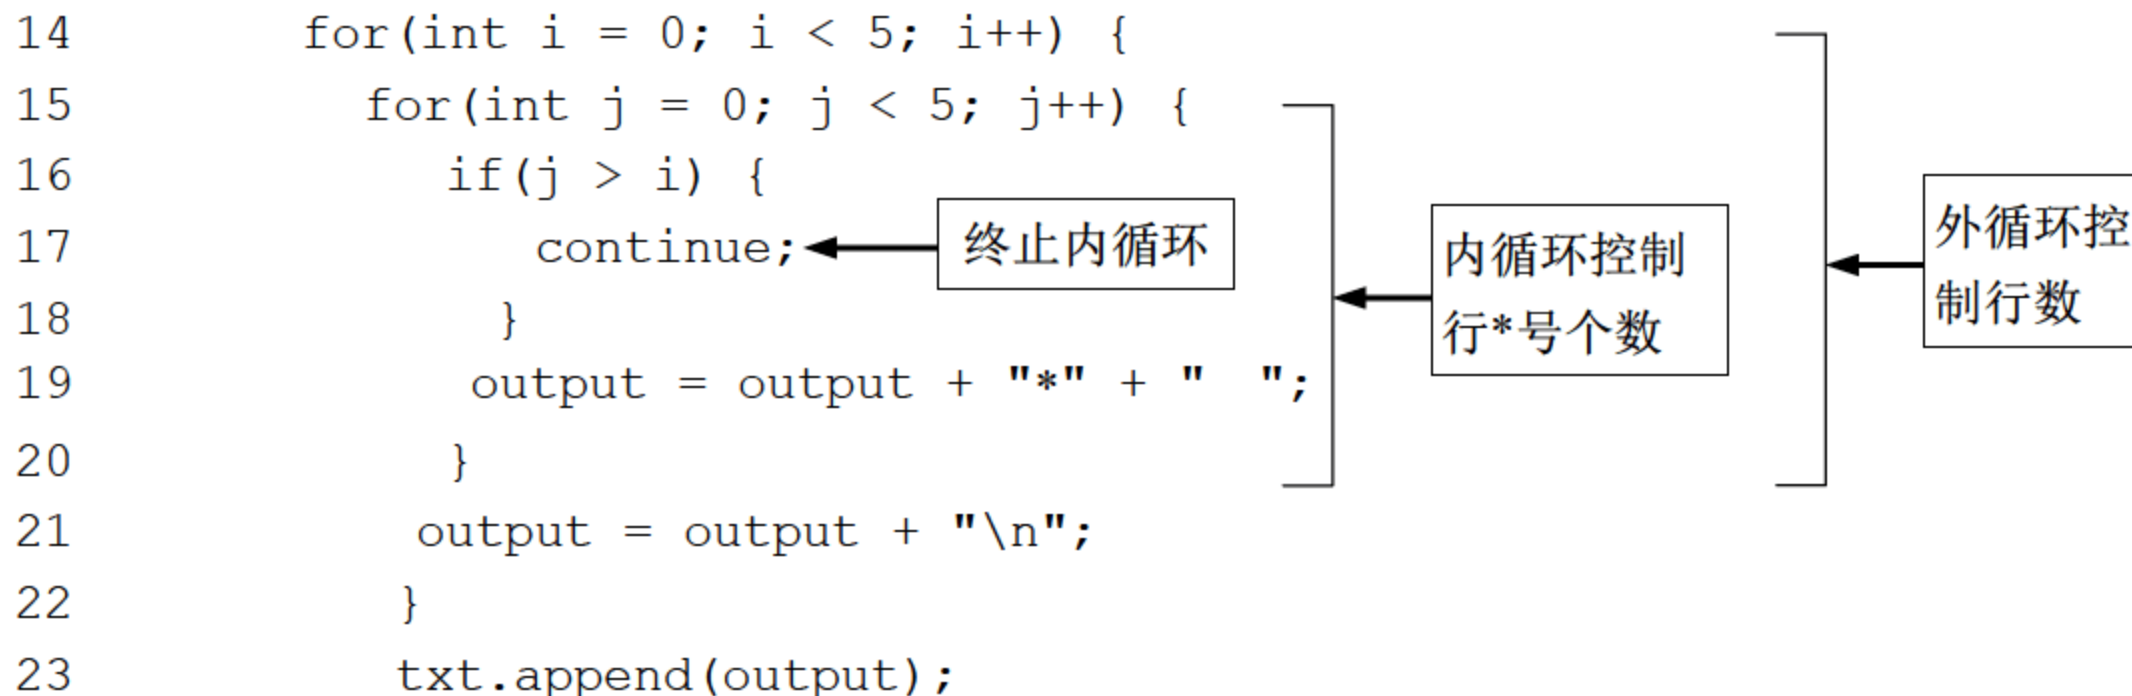 14 for(int i = 0; i < 5; i++) {
15 for(int j = 0; j < 5; j++) {
16 if(j > i) {
17 continue;
终止内循环
18 }
19 output = output + "*" + "  ";
20 }
21 output = output + "\n";
22 }
23 txt.append(output);
内循环控制
行*号个数
外循环控
制行数